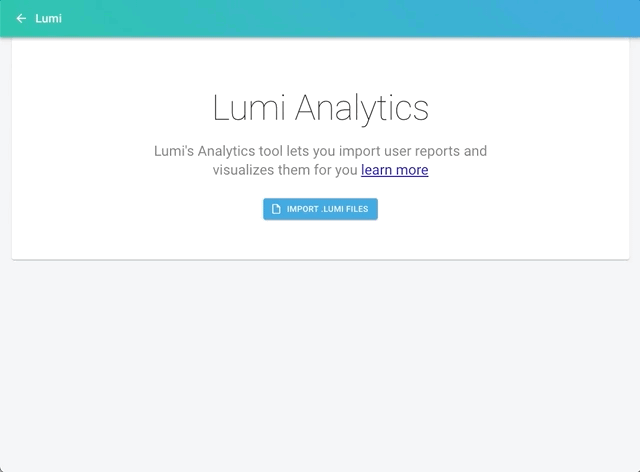 Lumi
Lumi Analytics
Lumi's Analytics tool lets you import user reports and
visualizes them for you learn more
IMPORT .LUMI FILES